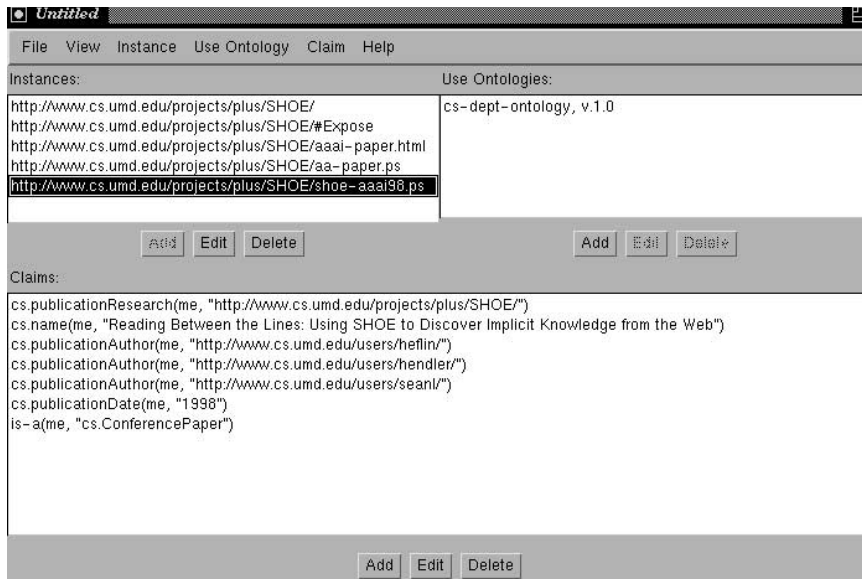 Untitled
File View Instance Use Ontology Claim Help
Instances:
Use Ontologies:
http://www.cs.umd.edu/projects/plus/SHOE/
http://www.cs.umd.edu/projects/plus/SHOE/#Expose
http://www.cs.umd.edu/projects/plus/SHOE/aaai-paper.html
http://www.cs.umd.edu/projects/plus/SHOE/aa-paper.ps
http://www.cs.umd.edu/projects/plus/SHOE/shoe-aaai98.ps
cs-dept-ontology, v.1.0
Add Edit Delete
Add Edit Delete
Claims:
cs.publicationResearch(me, "http://www.cs.umd.edu/projects/plus/SHOE/")
cs.name(me, "Reading Between the Lines: Using SHOE to Discover Implicit Knowledge from the Web")
cs.publicationAuthor(me, "http://www.cs.umd.edu/users/heflin/")
cs.publicationAuthor(me, "http://www.cs.umd.edu/users/hendler/")
cs.publicationAuthor(me, "http://www.cs.umd.edu/users/seanl/")
cs.publicationDate(me, "1998")
is-a(me, "cs.ConferencePaper")
Add Edit Delete